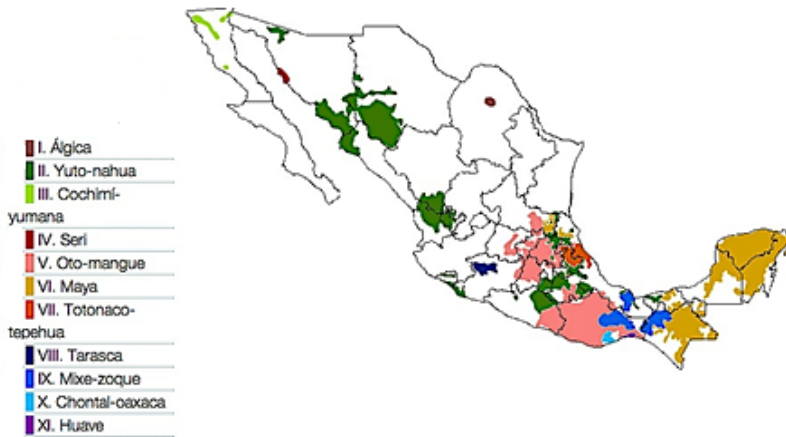 I. Álgica
II. Yuto-nahua
III. Cochimí-
yumana
IV. Seri
V. Oto-mangue
VI. Maya
VII. Totonaco-
tepehua
VIII. Tarasca
IX. Mixe-zoque
X. Chontal-oaxaca
XI. Huave